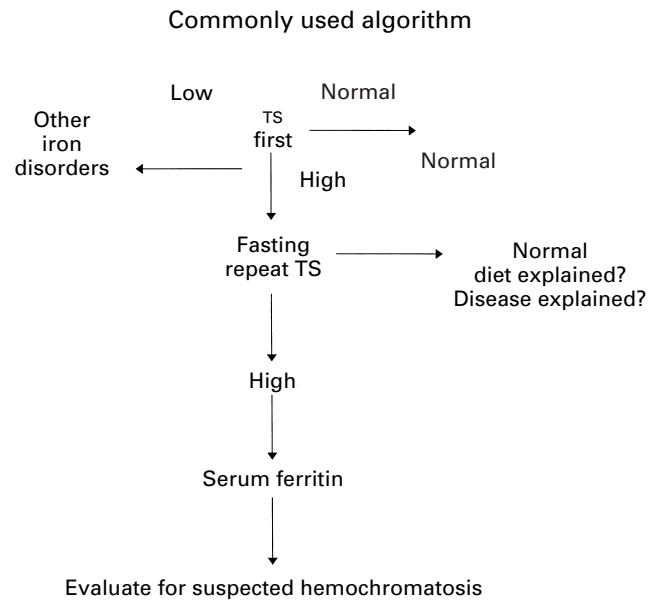 Commonly used algorithm
Low
Normal
Other
iron
disorders
TS
first
Normal
High
Fasting
repeat TS
Normal
diet explained?
Disease explained?
High
Serum ferritin
Evaluate for suspected hemochromatosis